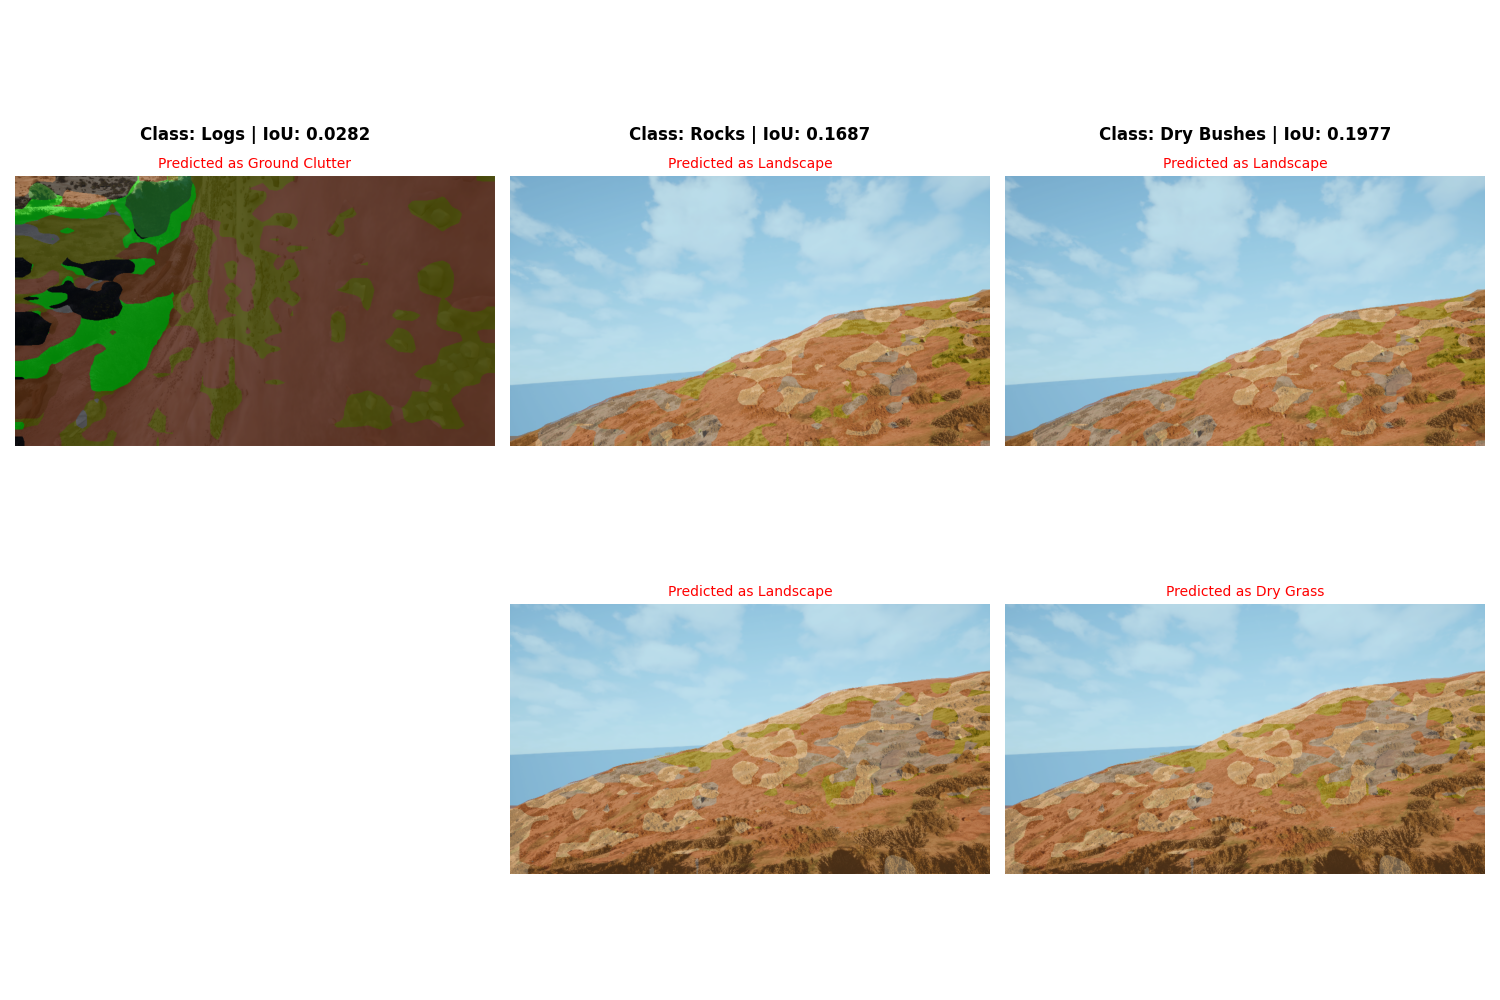 Class: Logs | IoU: 0.0282
Predicted as Ground Clutter
Class: Rocks | IoU: 0.1687
Predicted as Landscape
Class: Dry Bushes | IoU: 0.1977
Predicted as Landscape
Predicted as Landscape
Predicted as Dry Grass